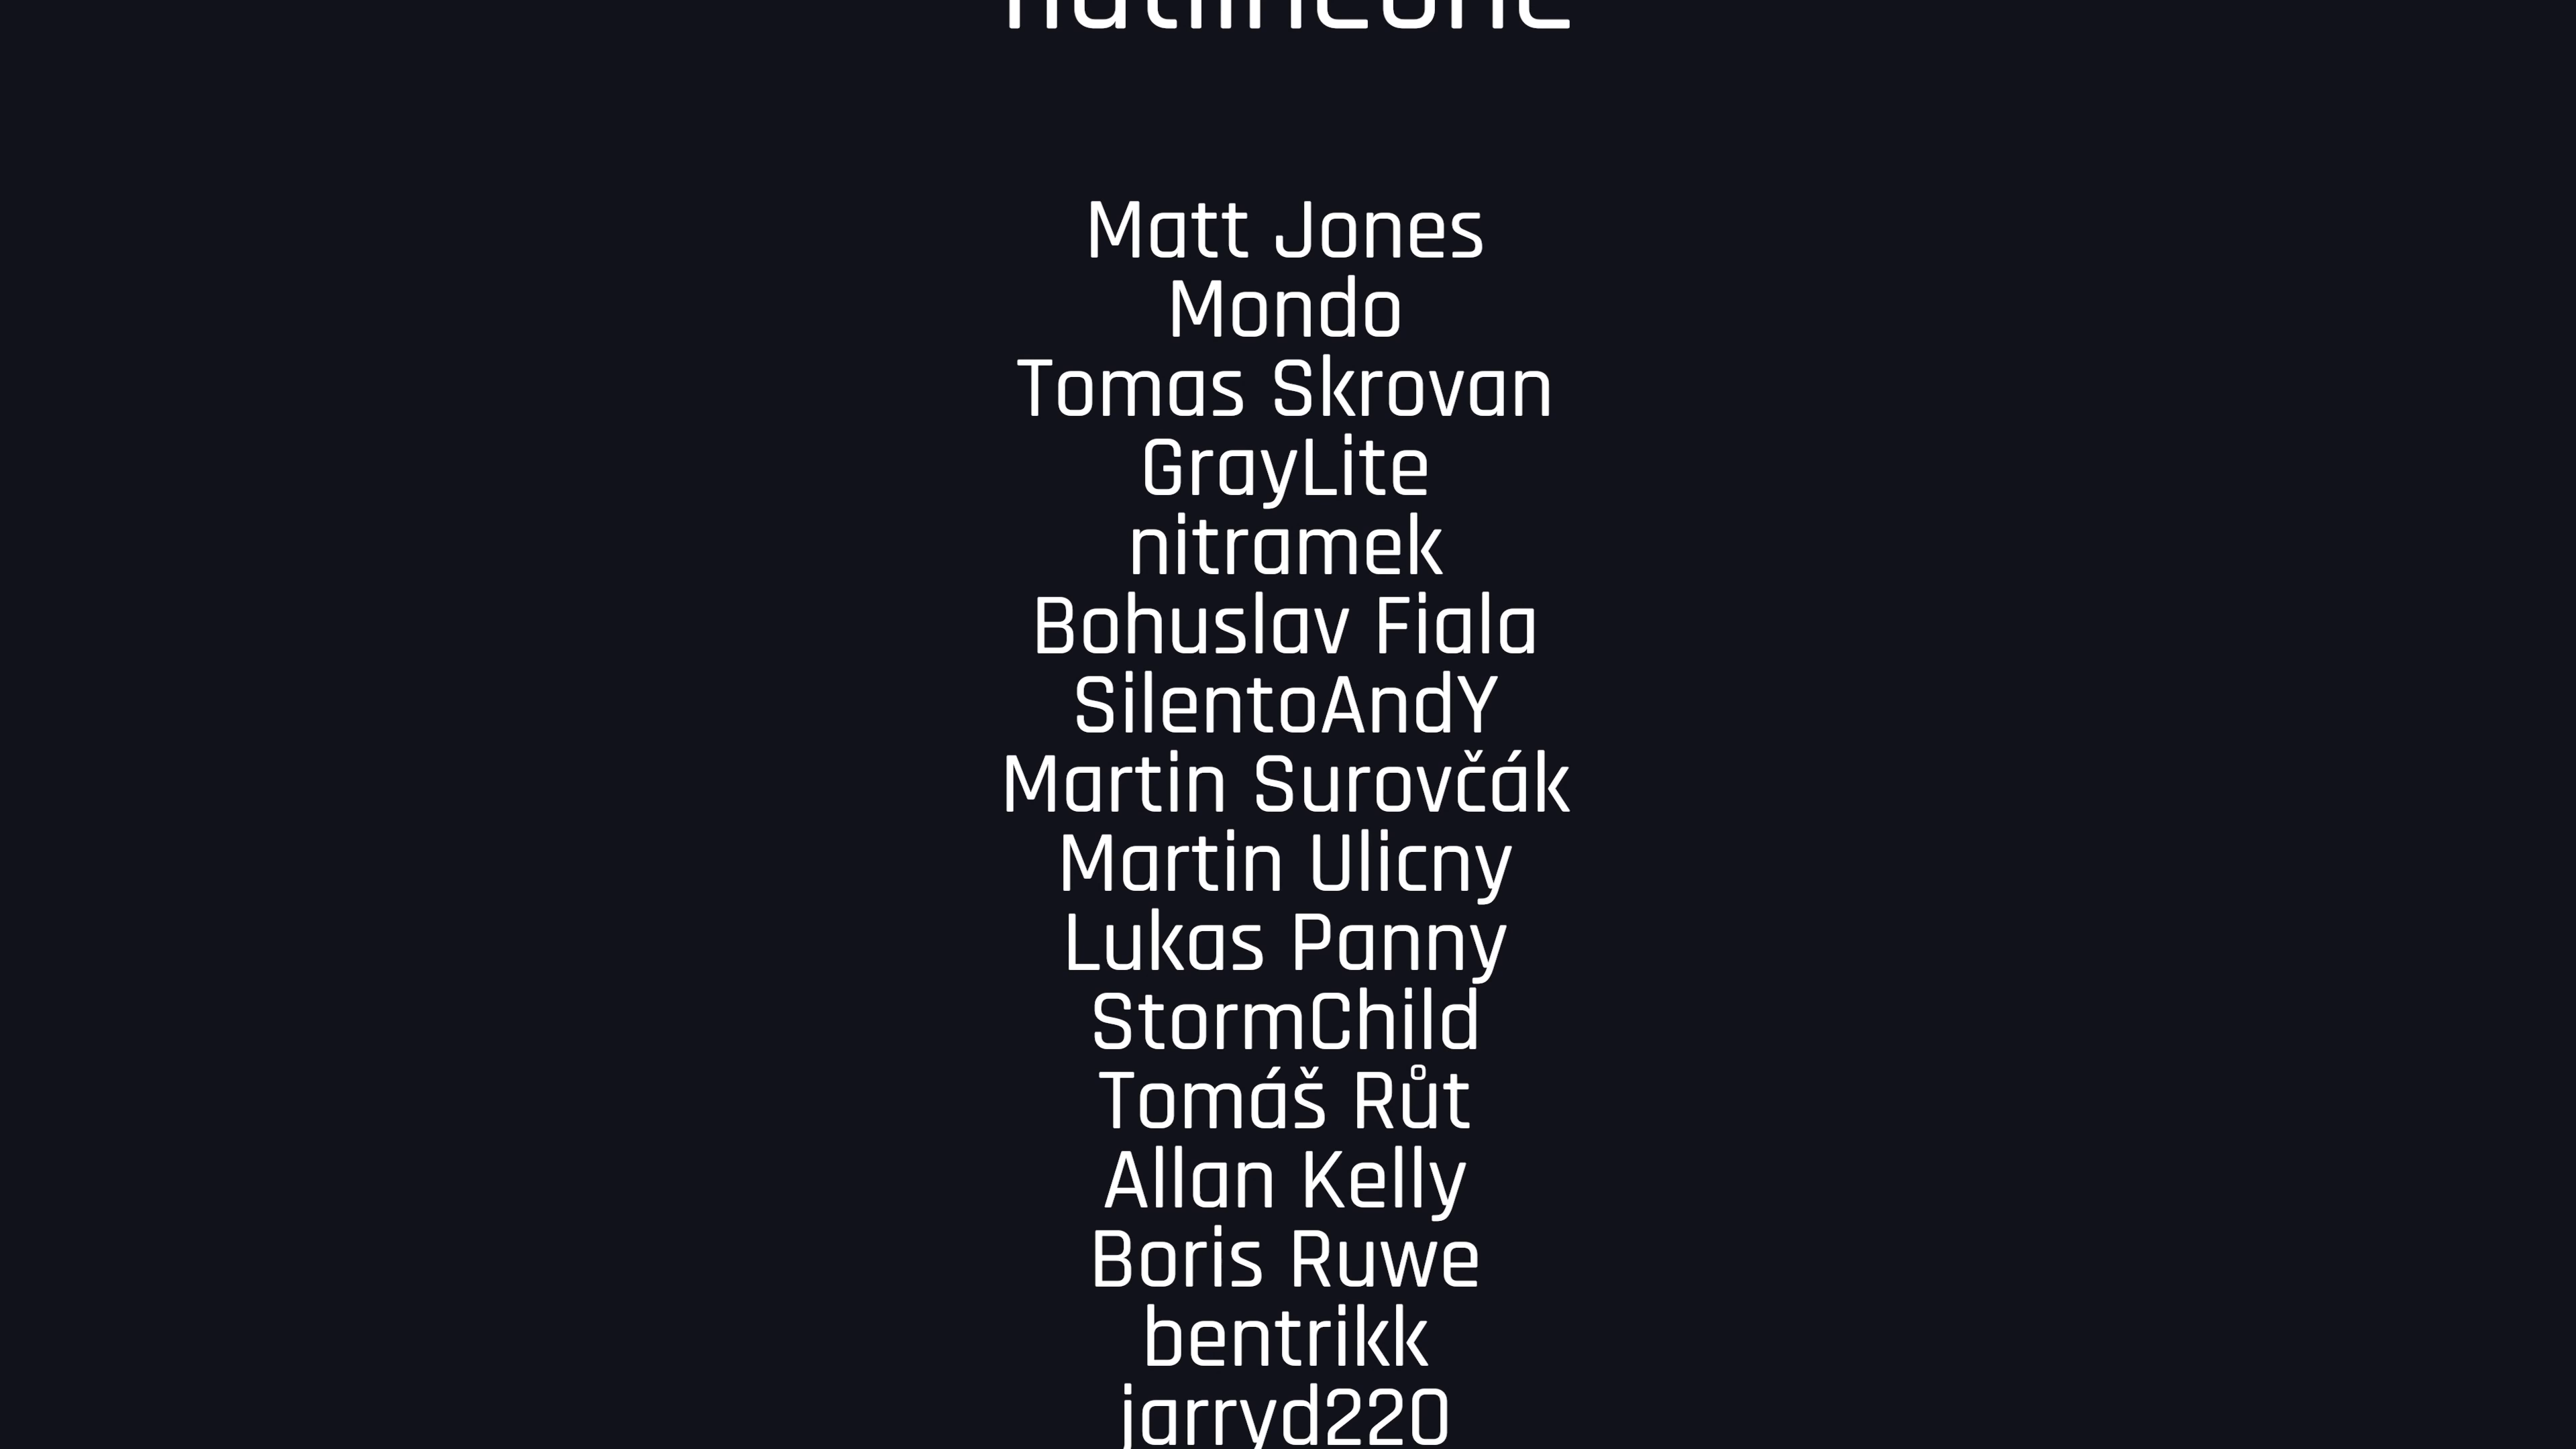 Matt Jones
Mondo
Tomas Skrovan
GrayLite
nitramek
Bohuslav Fiala
SilentoAndY
Martin Surovčák
Martin Ulicny
Lukas Panny
StormChild
Tomáš Růt
Allan Kelly
Boris Ruwe
bentrikk
jarryd220